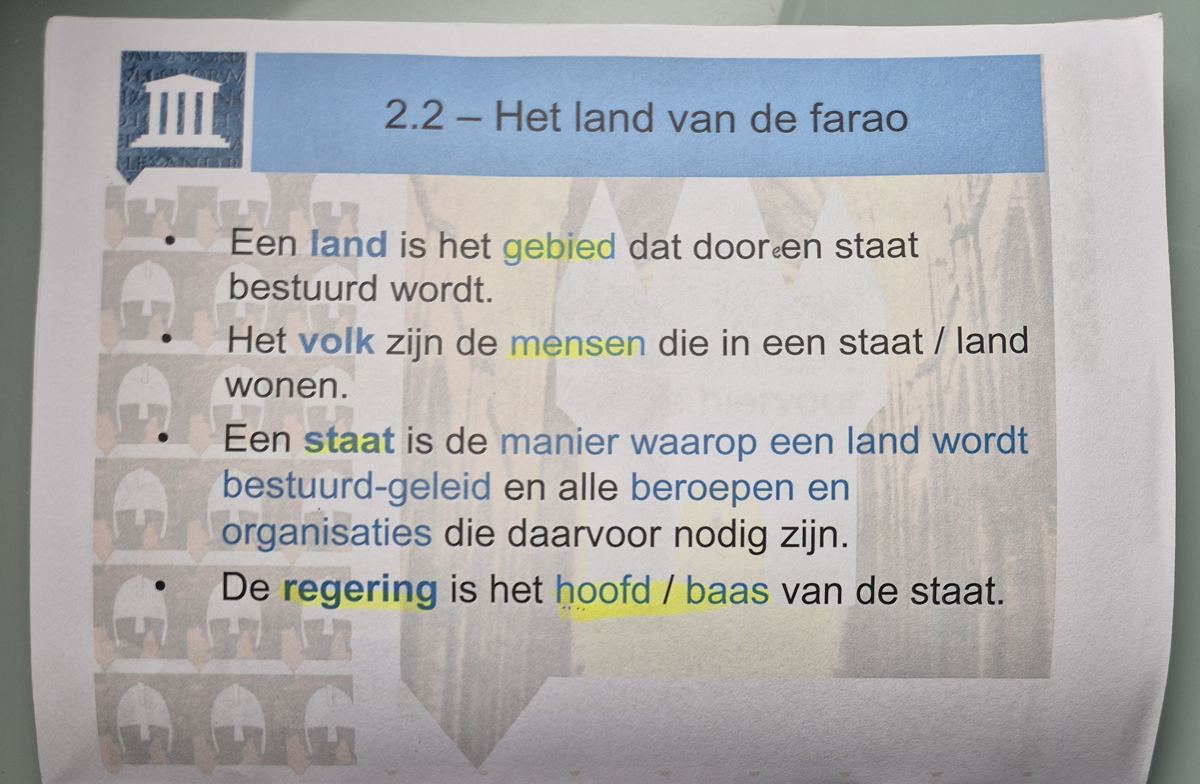 2.2 – Het land van de farao
• Een land is het gebied dat door een staat
bestuurd wordt.
• Het volk zijn de mensen die in een staat / land
wonen.
• Een staat is de manier waarop een land wordt
bestuurd-geleid en alle beroepen en
organisaties die daarvoor nodig zijn.
• De regering is het hoofd / baas van de staat.